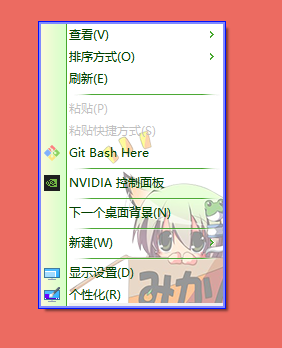 查看(V)
排序方式(O)
刷新(E)
粘贴(P)
粘贴快捷方式(S)
Git Bash Here
NVIDIA 控制面板
下一个桌面背景(N)
新建(W)
显示设置(D)
个性化(R)
みか